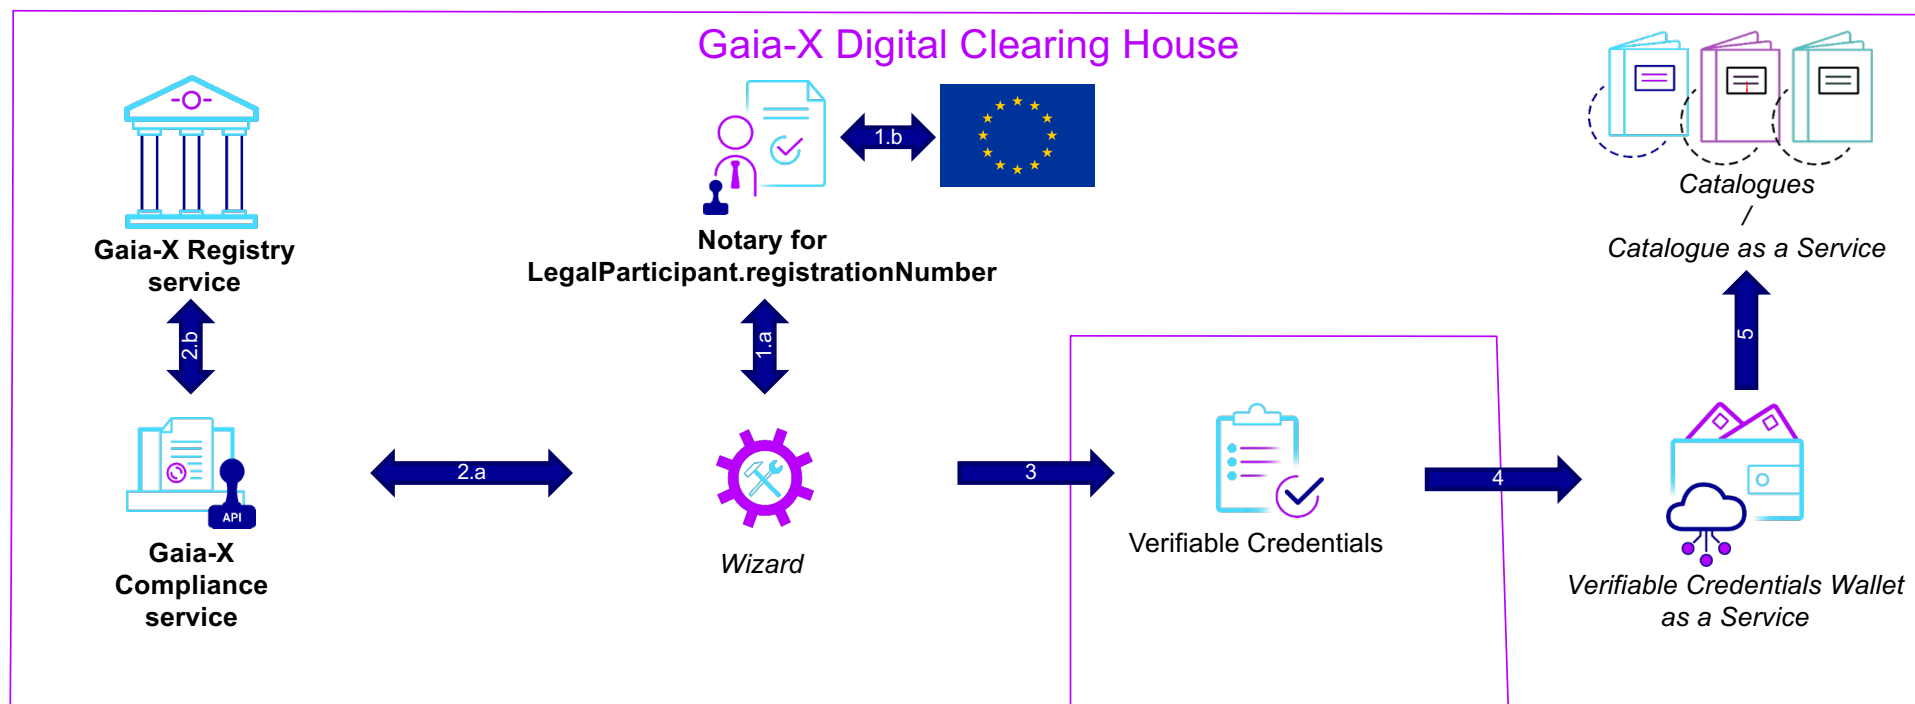 Gaia-X Digital Clearing House
1.b
Gaia-X Registry
service
Notary for
LegalParticipant.registrationNumber
Catalogues
/
Catalogue as a Service
2.b
1.a
5
2.a
3
4
API
Gaia-X
Compliance
service
Wizard
Verifiable Credentials
Verifiable Credentials Wallet
as a Service